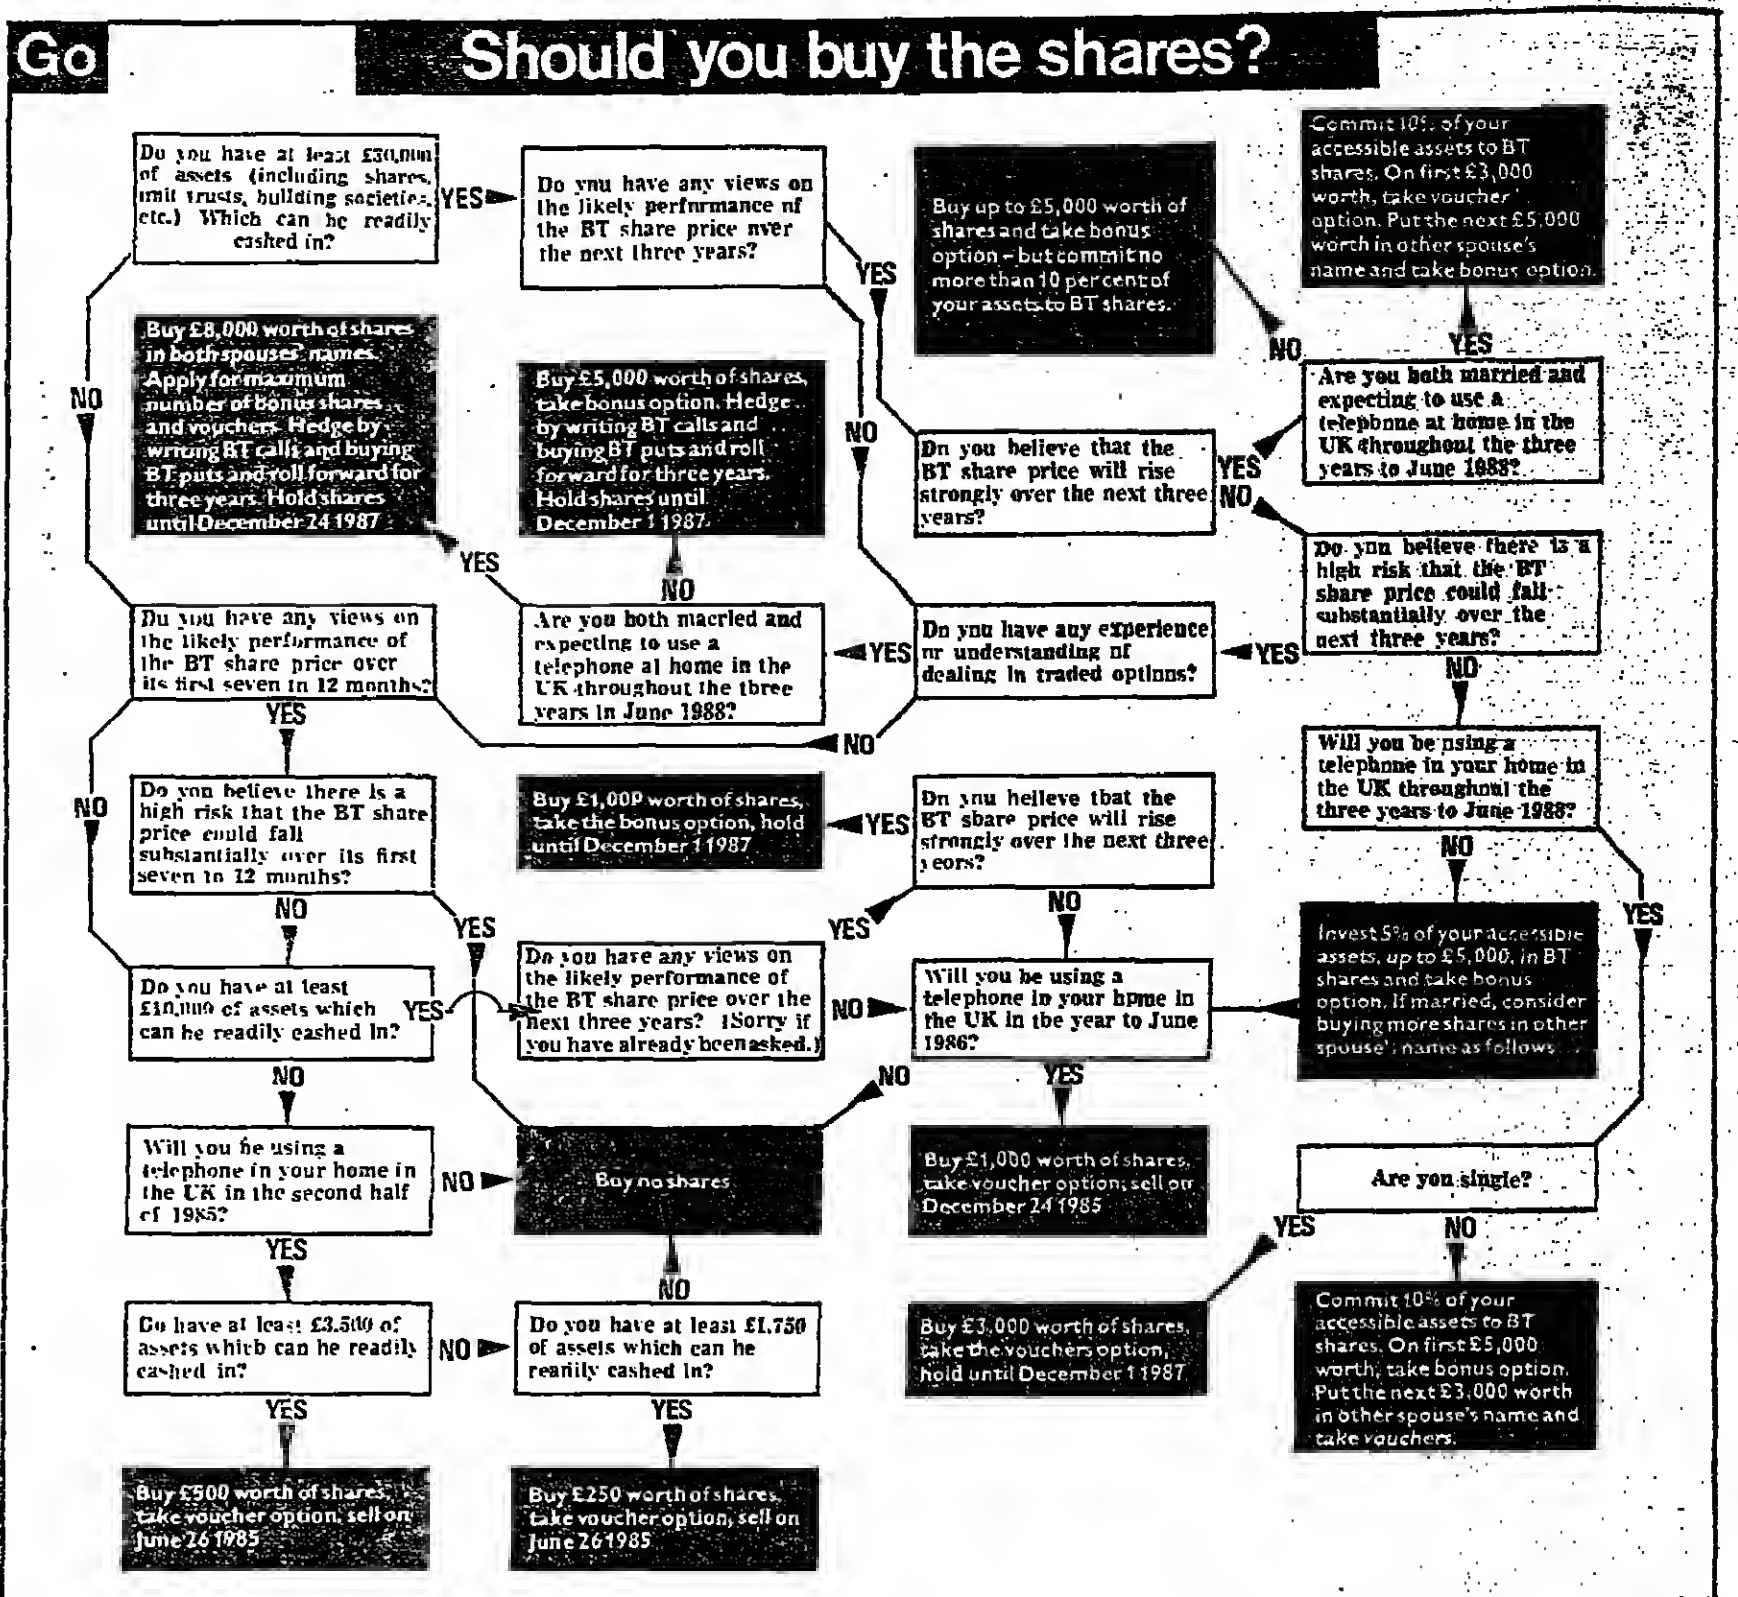 Go
Should you buy the shares?
Do you have at least £30,000
of assets (including shares,
unit trusts, building societies,
etc.) Which can be readily
cashed in?
YES
NO
Do you have any views on
the likely performance of
the BT share price over
the next three years?
YES
NO
Buy up to £5,000 worth of
shares and take bonus
option – but commit no
more than 10 per cent of
your assets to BT shares.
Commit 10% of your
accessible assets to BT
shares. On first £3,000
worth, take voucher
option. Put the next £5,000
worth in other spouse's
name and take bonus option.
NO
YES
Buy £8,000 worth of shares
in both spouses' names.
Apply for maximum
number of bonus shares
and vouchers. Hedge by
writing BT calls and buying
BT puts and roll forward for
three years. Hold shares
until December 24 1987
YES
Buy £5,000 worth of shares,
take bonus option. Hedge
by writing BT calls and
buying BT puts and roll
forward for three years.
Hold shares until
December 1 1987.
NO
Do you believe that the
BT share price will rise
strongly over the next three
years?
YES
NO
Are you both married and
expecting to use a
telephone at home in the
UK throughout the three
years to June 1988?
Do you believe there is a
high risk that the BT
share price could fall
substantially over the
next three years?
YES
NO
Do you have any views on
the likely performance of
the BT share price over
its first seven to 12 months?
YES
NO
Are you both married and
expecting to use a
telephone at home in the
UK throughout the three
years to June 1988?
YES
Do you have any experience
or understanding of
dealing in traded options?
NO
Will you be using a
telephone in your home in
the UK throughout the
three years to June 1988?
NO
YES
Do you believe there is a
high risk that the BT share
price could fall
substantially over its first
seven to 12 months?
NO
YES
Buy £1,000 worth of shares,
take the bonus option, hold
until December 1 1987
YES
Do you believe that the
BT share price will rise
strongly over the next three
years?
NO
Do you have at least
£10,000 of assets which
can be readily cashed in?
YES
NO
Do you have any views on
the likely performance of
the BT share price over the
next three years? (Sorry if
you have already been asked.)
YES
NO
Will you be using a
telephone in your home in
the UK in the year to June
1986?
NO
YES
Invest 5% of your accessible
assets, up to £5,000, in BT
shares and take bonus
option. If married, consider
buying more shares in other
spouse's name as follows
Will you be using a
telephone in your home in
the UK in the second half
of 1985?
NO
YES
Buy no shares
Buy £1,000 worth of shares,
take voucher option; sell on
December 24 1985
Are you single?
YES
NO
Do have at least £3,500 of
assets which can be readily
cashed in?
NO
YES
NO
Do you have at least £1,750
of assets which can be
readily cashed in?
YES
Buy £3,000 worth of shares,
take the vouchers option,
hold until December 1 1987
Commit 10% of your
accessible assets to BT
shares. On first £5,000
worth, take bonus option.
Put the next £3,000 worth
in other spouse's name and
take vouchers.
Buy £500 worth of shares,
take voucher option, sell on
June 26 1985
Buy £250 worth of shares,
take voucher option, sell on
June 26 1985